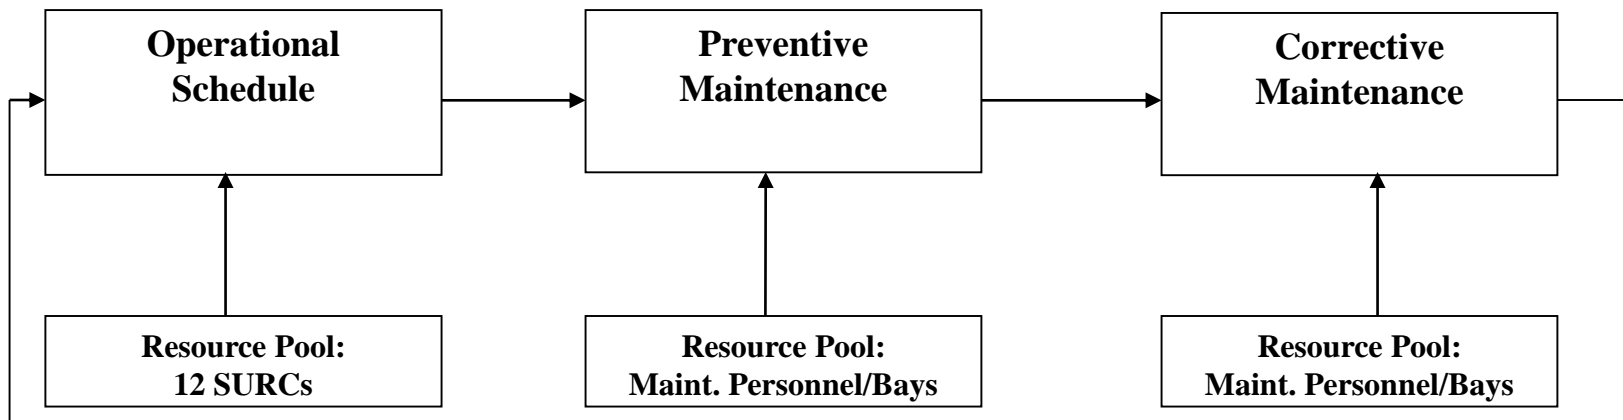 Operational
Schedule
Preventive
Maintenance
Corrective
Maintenance
Resource Pool:
12 SURCs
Resource Pool:
Maint. Personnel/Bays
Resource Pool:
Maint. Personnel/Bays